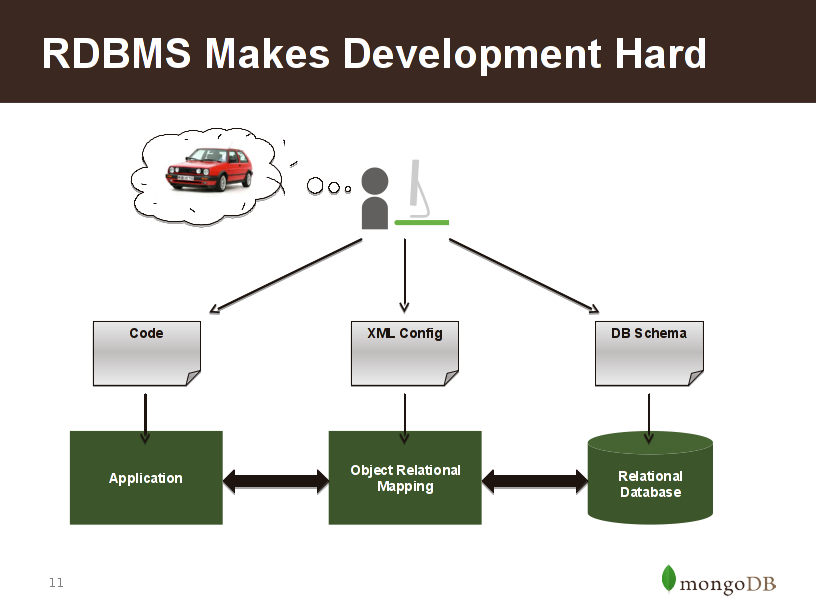 RDBMS Makes Development Hard
Code
XML Config
DB Schema
Application
Object Relational
Mapping
Relational
Database
11
mongoDB